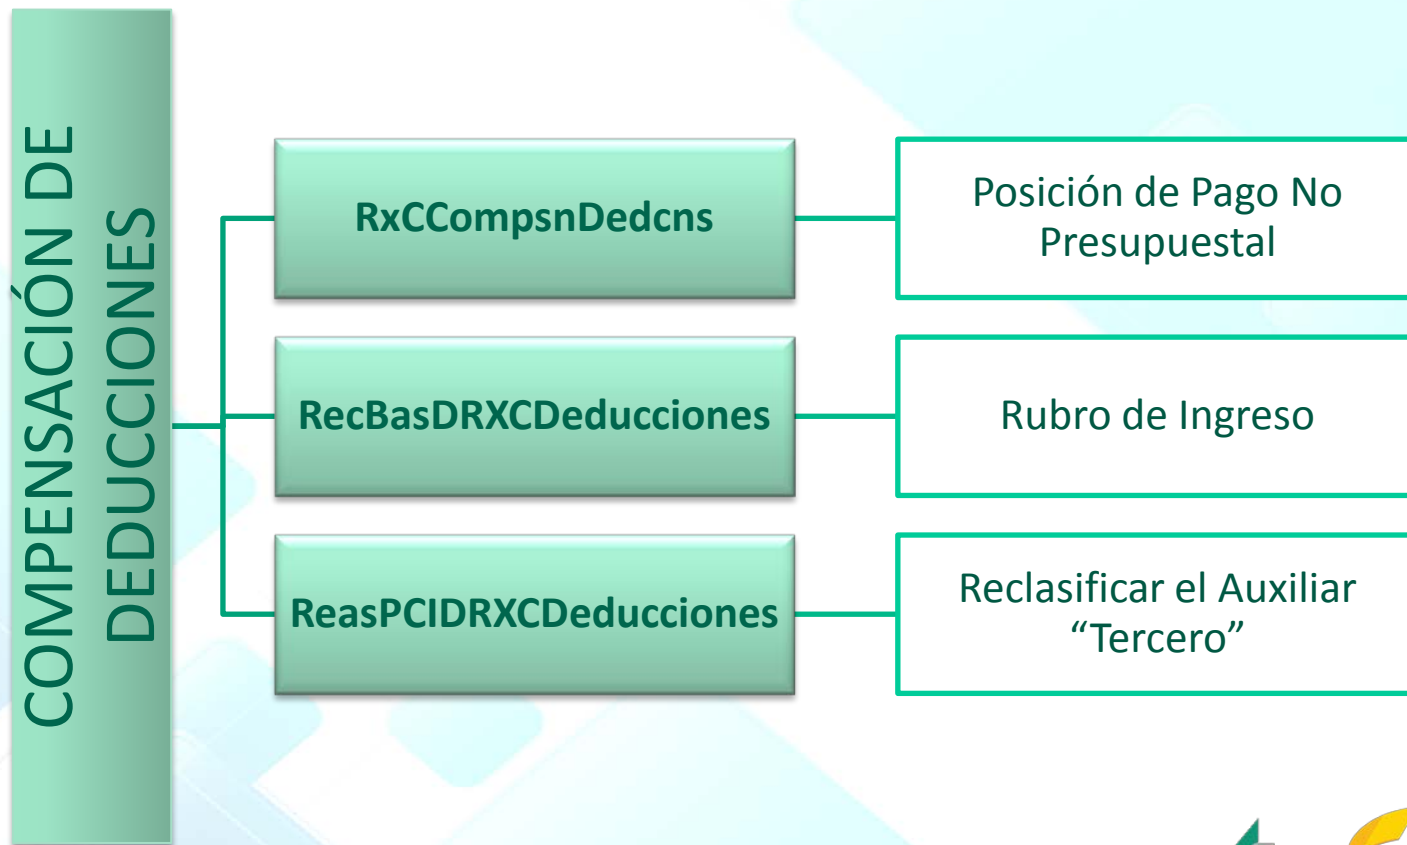 COMPENSACIÓN DE
DEDUCCIONES
RxCCompsnDedcns
Posición de Pago No
Presupuestal
RecBasDRXCDeducciones
Rubro de Ingreso
ReasPCIDRXCDeducciones
Reclasificar el Auxiliar
“Tercero”